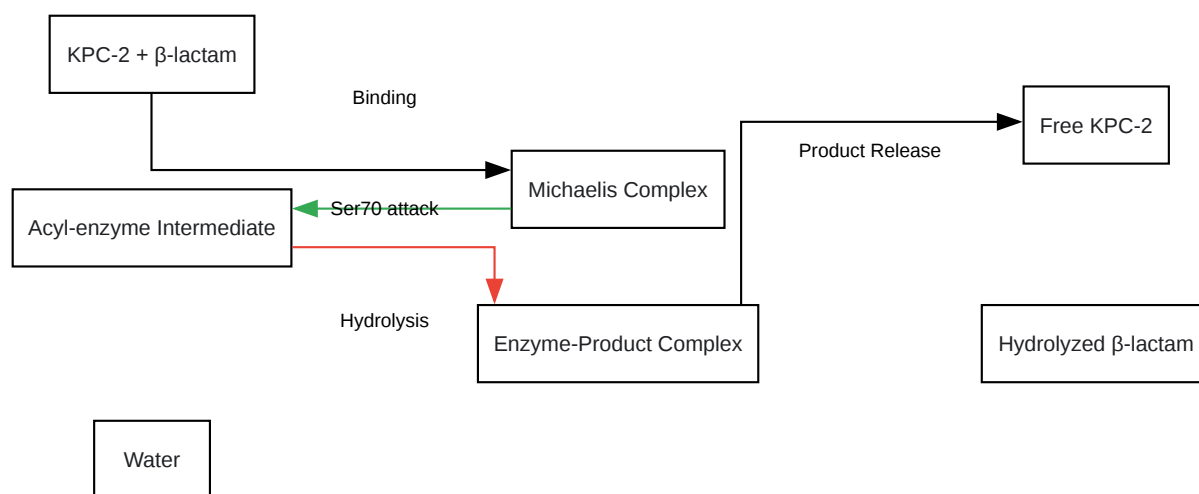 KPC-2 + β-lactam
Binding
Free KPC-2
Product Release
Michaelis Complex
Ser70 attack
Acyl-enzyme Intermediate
Hydrolysis
Enzyme-Product Complex
Hydrolyzed β-lactam
Water